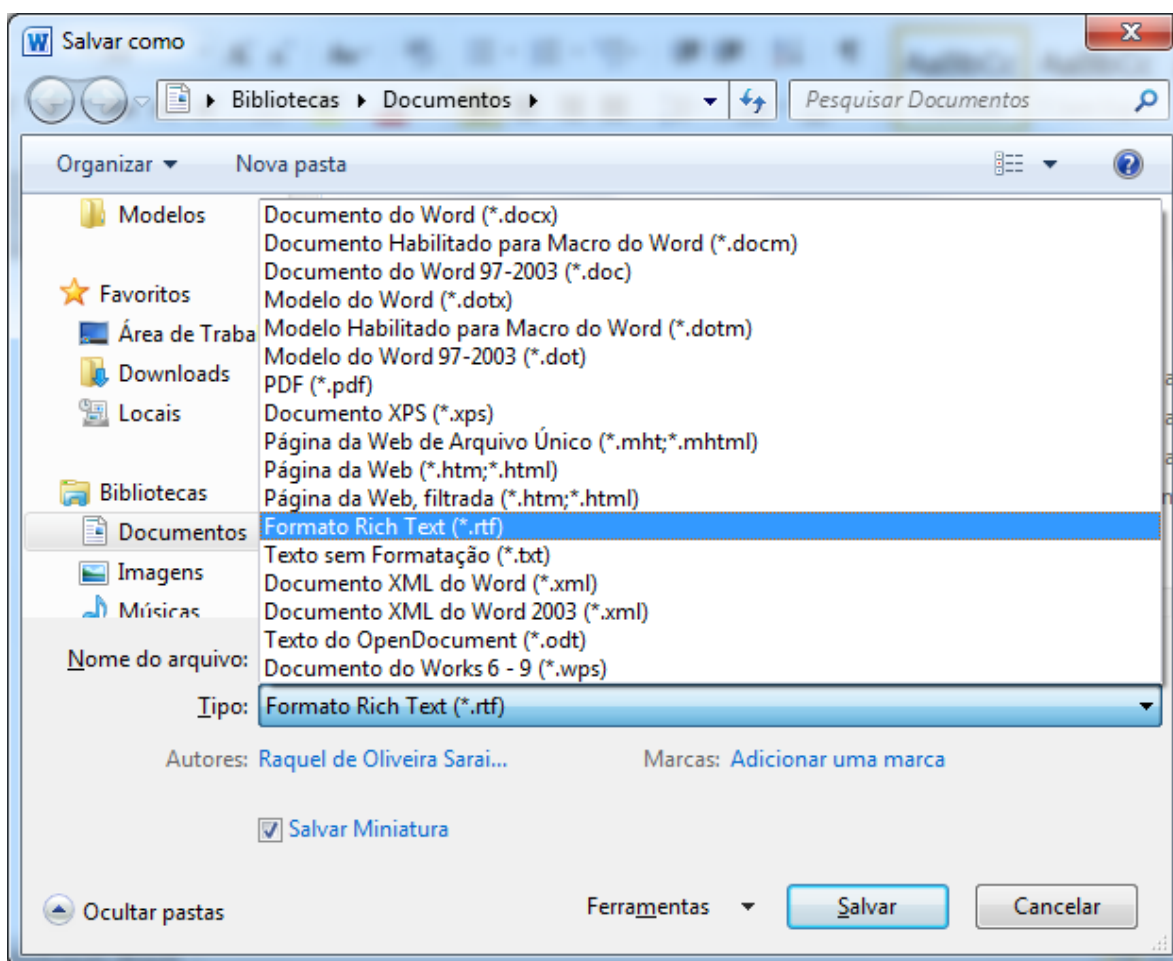 Salvar como
Bibliotecas Documentos
Pesquisar Documentos
Organizar
Nova pasta
Modelos
Favoritos
Área de Traba
Downloads
Locais
Bibliotecas
Documentos
Imagens
Músicas
Documento do Word (*.docx)
Documento Habilitado para Macro do Word (*.docm)
Documento do Word 97-2003 (*.doc)
Modelo do Word (*.dotx)
Modelo Habilitado para Macro do Word (*.dotm)
Modelo do Word 97-2003 (*.dot)
PDF (*.pdf)
Documento XPS (*.xps)
Página da Web de Arquivo Único (*.mht;*.mhtml)
Página da Web (*.htm;*.html)
Página da Web, filtrada (*.htm;*.html)
Formato Rich Text (*.rtf)
Texto sem Formatação (*.txt)
Documento XML do Word (*.xml)
Documento XML do Word 2003 (*.xml)
Texto do OpenDocument (*.odt)
Documento do Works 6 - 9 (*.wps)
Nome do arquivo:
Tipo: Formato Rich Text (*.rtf)
Autores: Raquel de Oliveira Sarai...
Marcas: Adicionar uma marca
Salvar Miniatura
Ocultar pastas
Ferramentas
Salvar
Cancelar